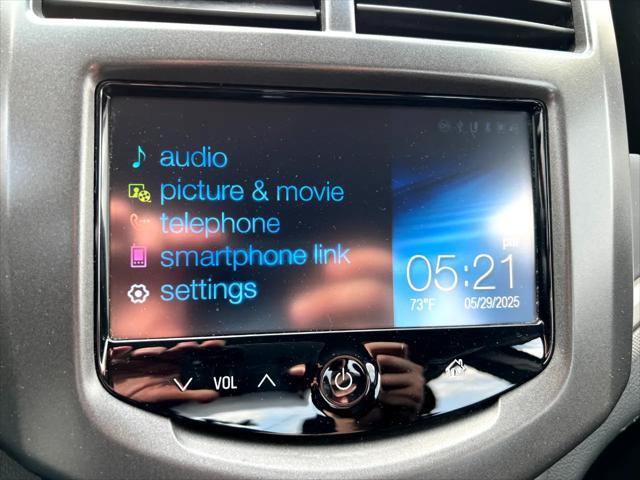 audio
picture & movie
telephone
smartphone link
settings
pm
05:21
73°F 05/29/2025
VOL